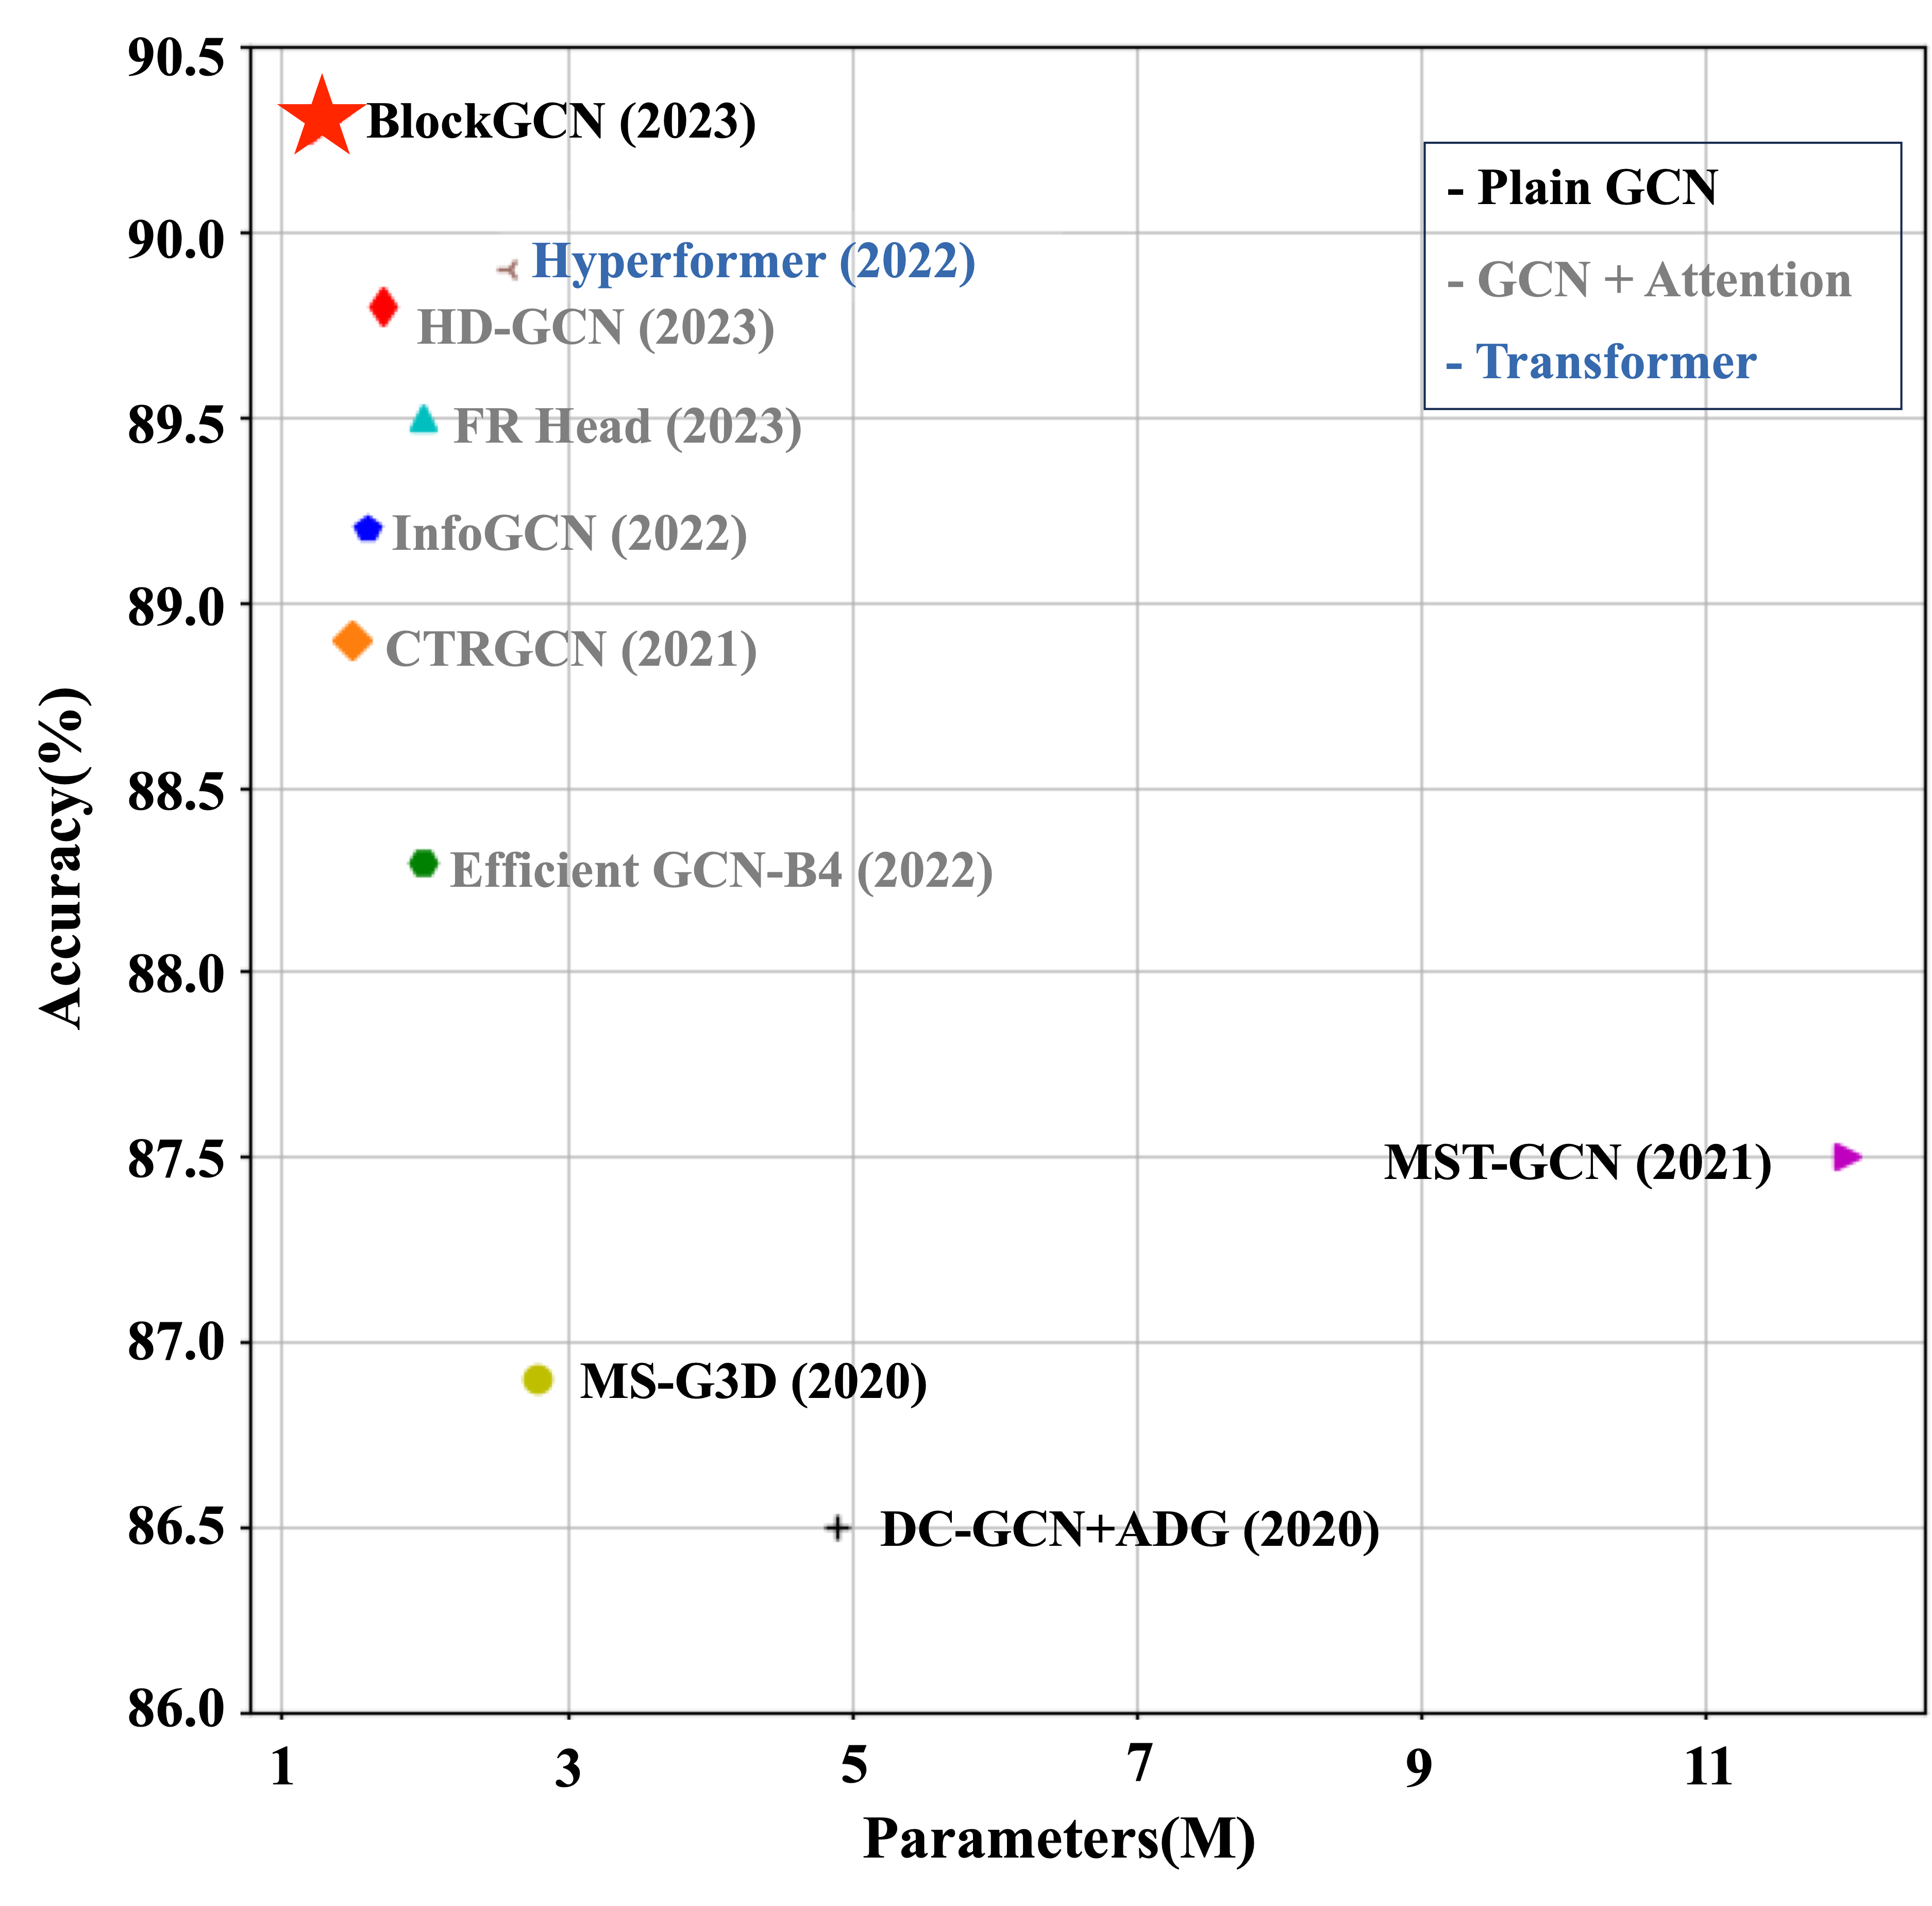 90.5
BlockGCN (2023)
- Plain GCN
90.0
Hyperformer (2022)
- GCN + Attention
HD-GCN (2023)
- Transformer
89.5
FR Head (2023)
InfoGCN (2022)
89.0
CTRGCN (2021)
88.5
Efficient GCN-B4 (2022)
88.0
Accuracy(%)
87.5
MST-GCN (2021)
87.0
MS-G3D (2020)
86.5
DC-GCN+ADG (2020)
86.0
1 3 5 7 9 11
Parameters(M)